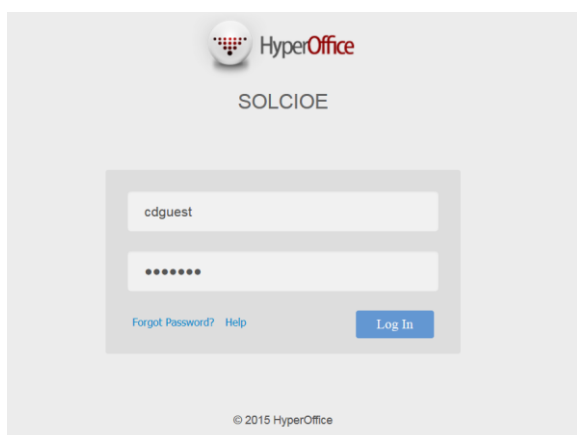 HyperOffice
SOLCIOE
cdguest
•••••••
Forgot Password? Help
Log In
© 2015 HyperOffice